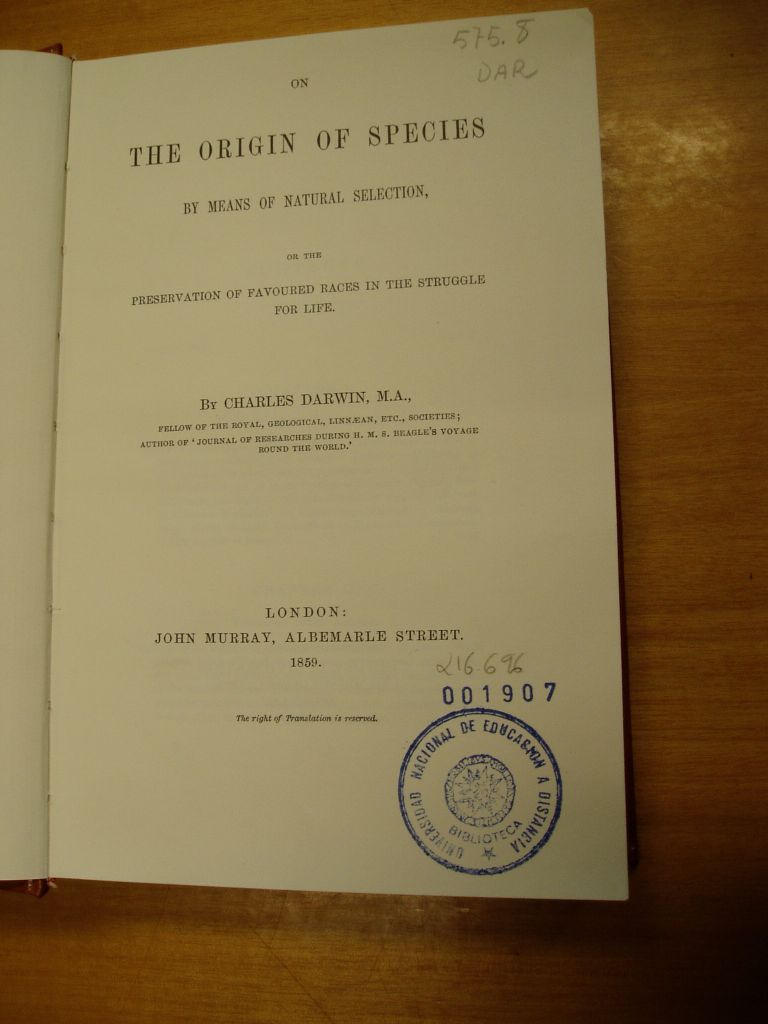 575.8
DAR
ON
THE ORIGIN OF SPECIES
BY MEANS OF NATURAL SELECTION,
OR THE
PRESERVATION OF FAVOURED RACES IN THE STRUGGLE
FOR LIFE.
By CHARLES DARWIN, M.A.,
FELLOW OF THE ROYAL, GEOLOGICAL, LINNÆAN, ETC., SOCIETIES;
AUTHOR OF 'JOURNAL OF RESEARCHES DURING H. M. S. BEAGLE'S VOYAGE
ROUND THE WORLD.'
LONDON:
JOHN MURRAY, ALBEMARLE STREET.
1859.
216.696
001907
The right of Translation is reserved.
UNIVERSIDAD NACIONAL DE EDUCACION A DISTANCIA
BIBLIOTECA